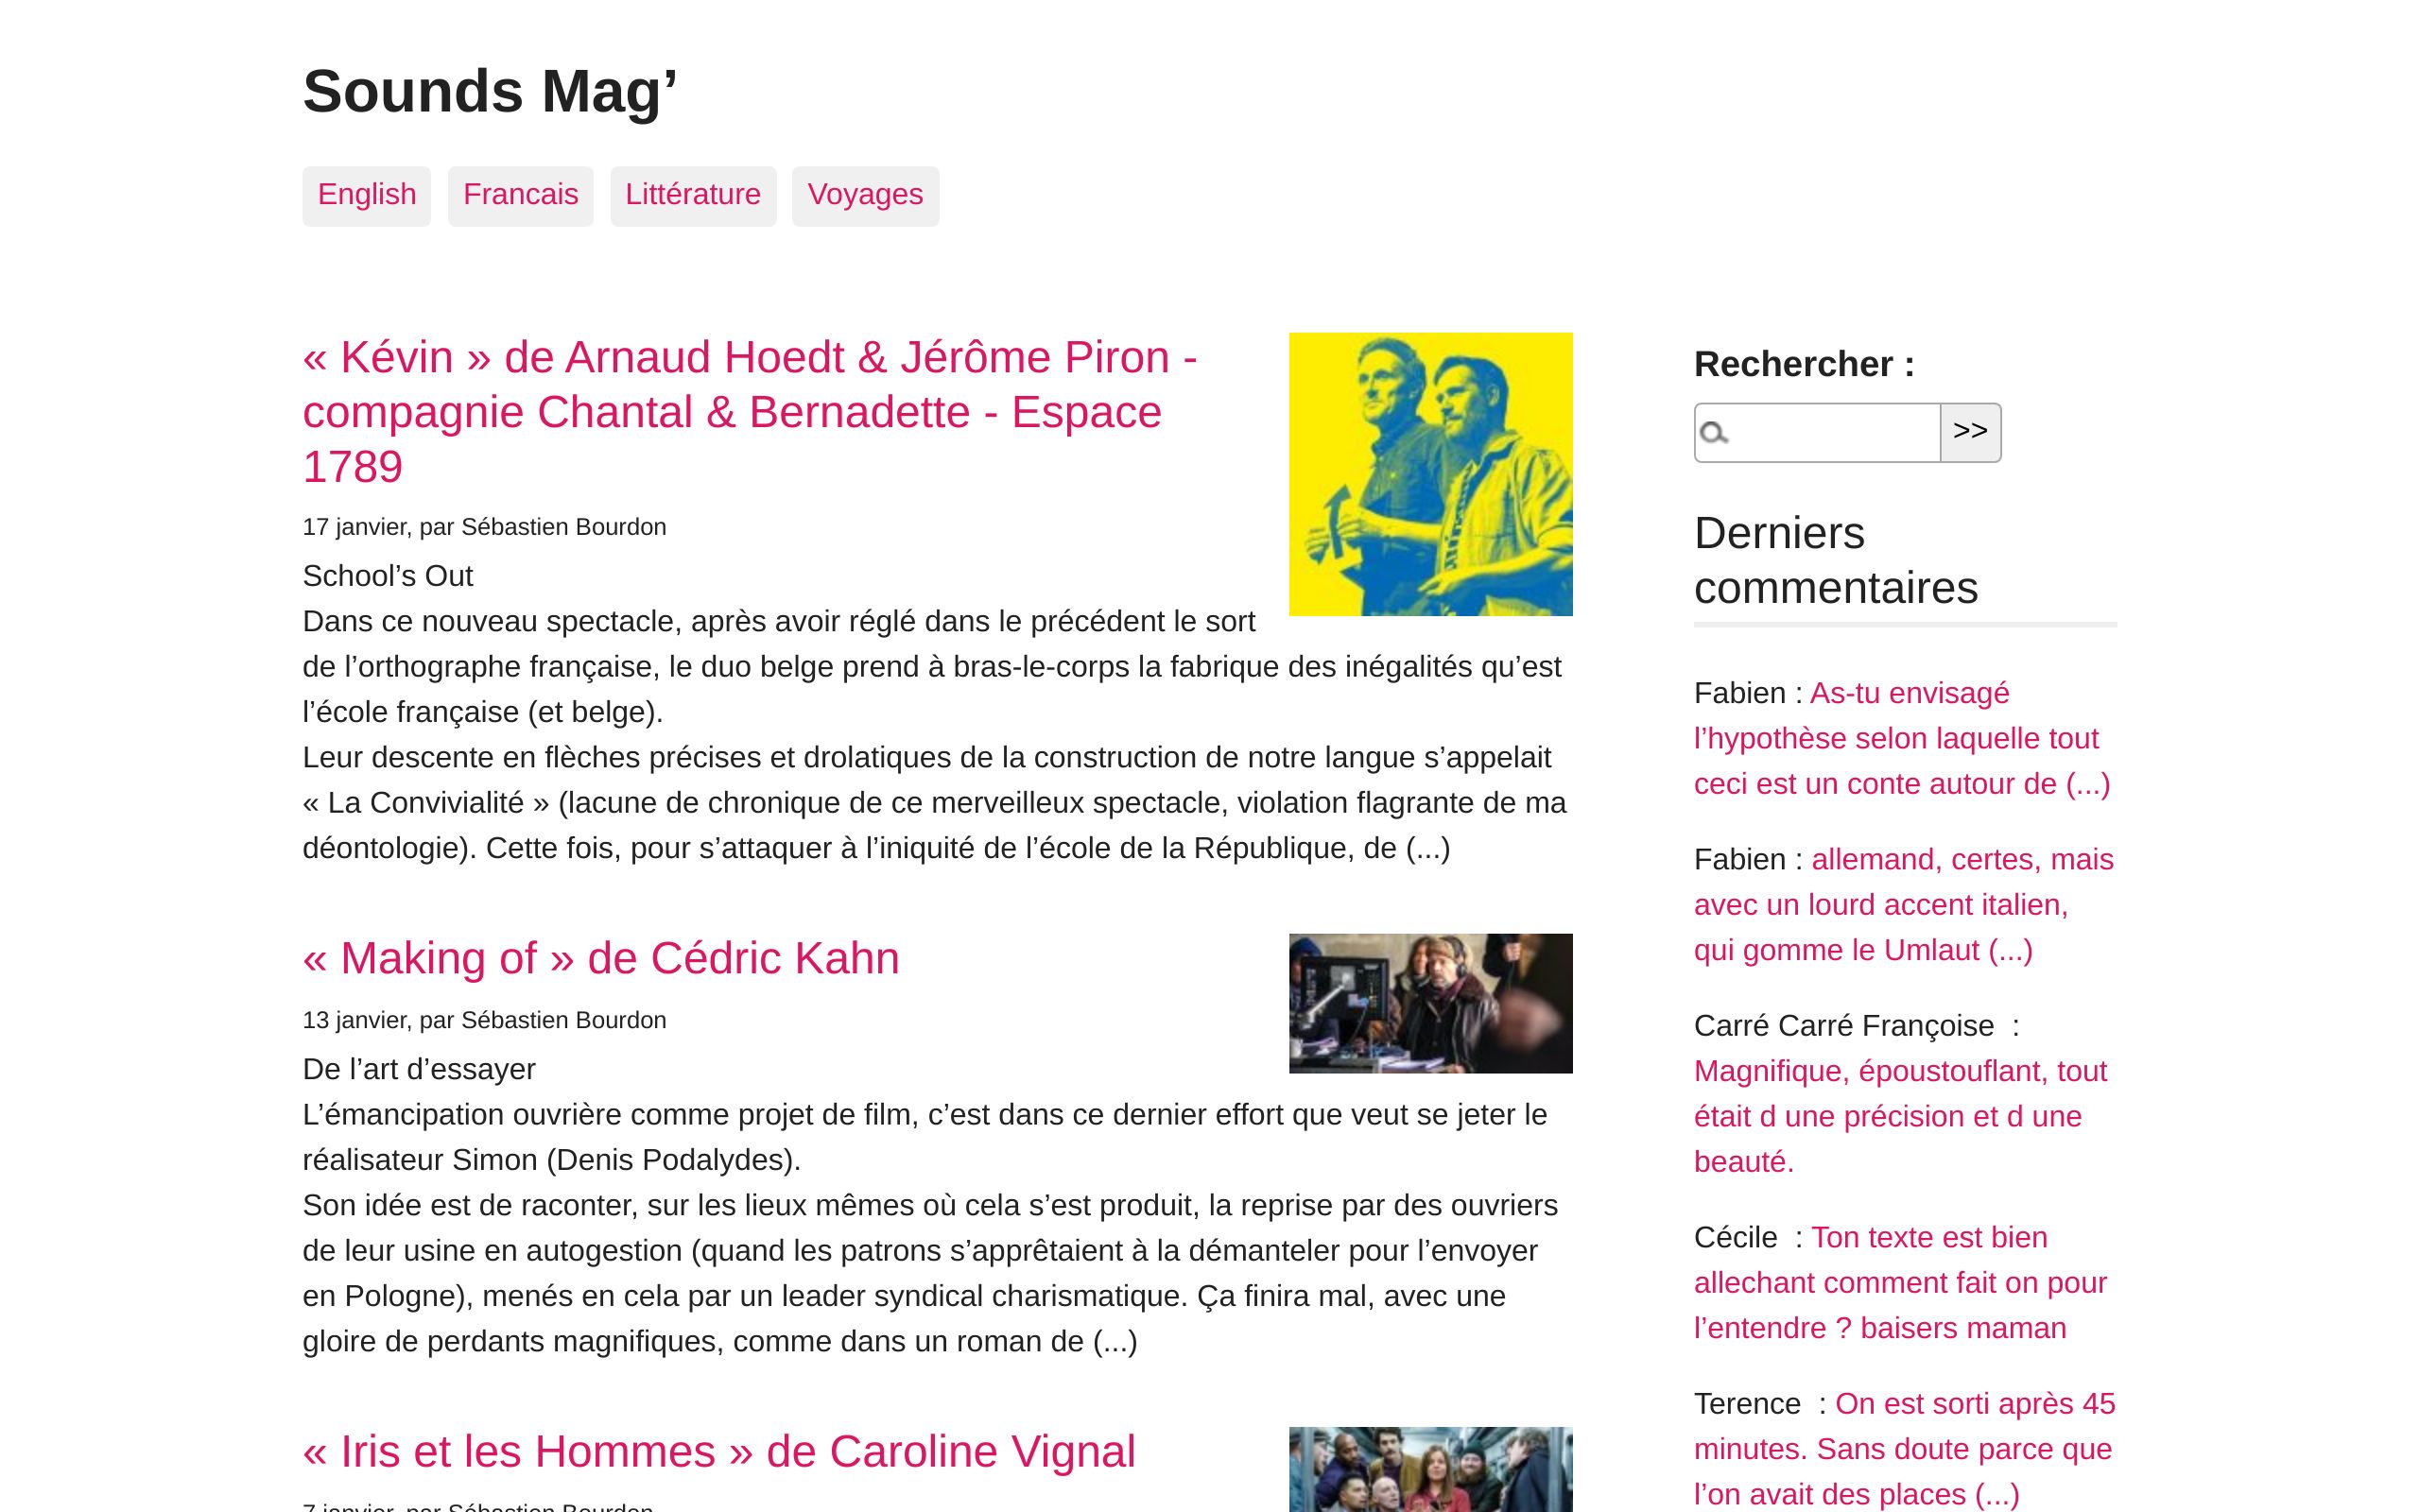 Sounds Mag’
English
Francais
Littérature
Voyages
« Kévin » de Arnaud Hoedt & Jérôme Piron -
compagnie Chantal & Bernadette - Espace
1789
17 janvier, par Sébastien Bourdon
School’s Out
Dans ce nouveau spectacle, après avoir réglé dans le précédent le sort
de l’orthographe française, le duo belge prend à bras-le-corps la fabrique des inégalités qu’est
l’école française (et belge).
Leur descente en flèches précises et drolatiques de la construction de notre langue s’appelait
« La Convivialité » (lacune de chronique de ce merveilleux spectacle, violation flagrante de ma
déontologie). Cette fois, pour s’attaquer à l’iniquité de l’école de la République, de (...)
« Making of » de Cédric Kahn
13 janvier, par Sébastien Bourdon
De l’art d’essayer
L’émancipation ouvrière comme projet de film, c’est dans ce dernier effort que veut se jeter le
réalisateur Simon (Denis Podalydes).
Son idée est de raconter, sur les lieux mêmes où cela s’est produit, la reprise par des ouvriers
de leur usine en autogestion (quand les patrons s’apprêtaient à la démanteler pour l’envoyer
en Pologne), menés en cela par un leader syndical charismatique. Ça finira mal, avec une
gloire de perdants magnifiques, comme dans un roman de (...)
« Iris et les Hommes » de Caroline Vignal
7 janvier, par Sébastien Bourdon
Rechercher :
>>
Derniers
commentaires
Fabien : As-tu envisagé
l’hypothèse selon laquelle tout
ceci est un conte autour de (...)
Fabien : allemand, certes, mais
avec un lourd accent italien,
qui gomme le Umlaut (...)
Carré Carré Françoise  :
Magnifique, époustouflant, tout
était d une précision et d une
beauté.
Cécile  : Ton texte est bien
allechant comment fait on pour
l’entendre ? baisers maman
Terence  : On est sorti après 45
minutes. Sans doute parce que
l’on avait des places (...)